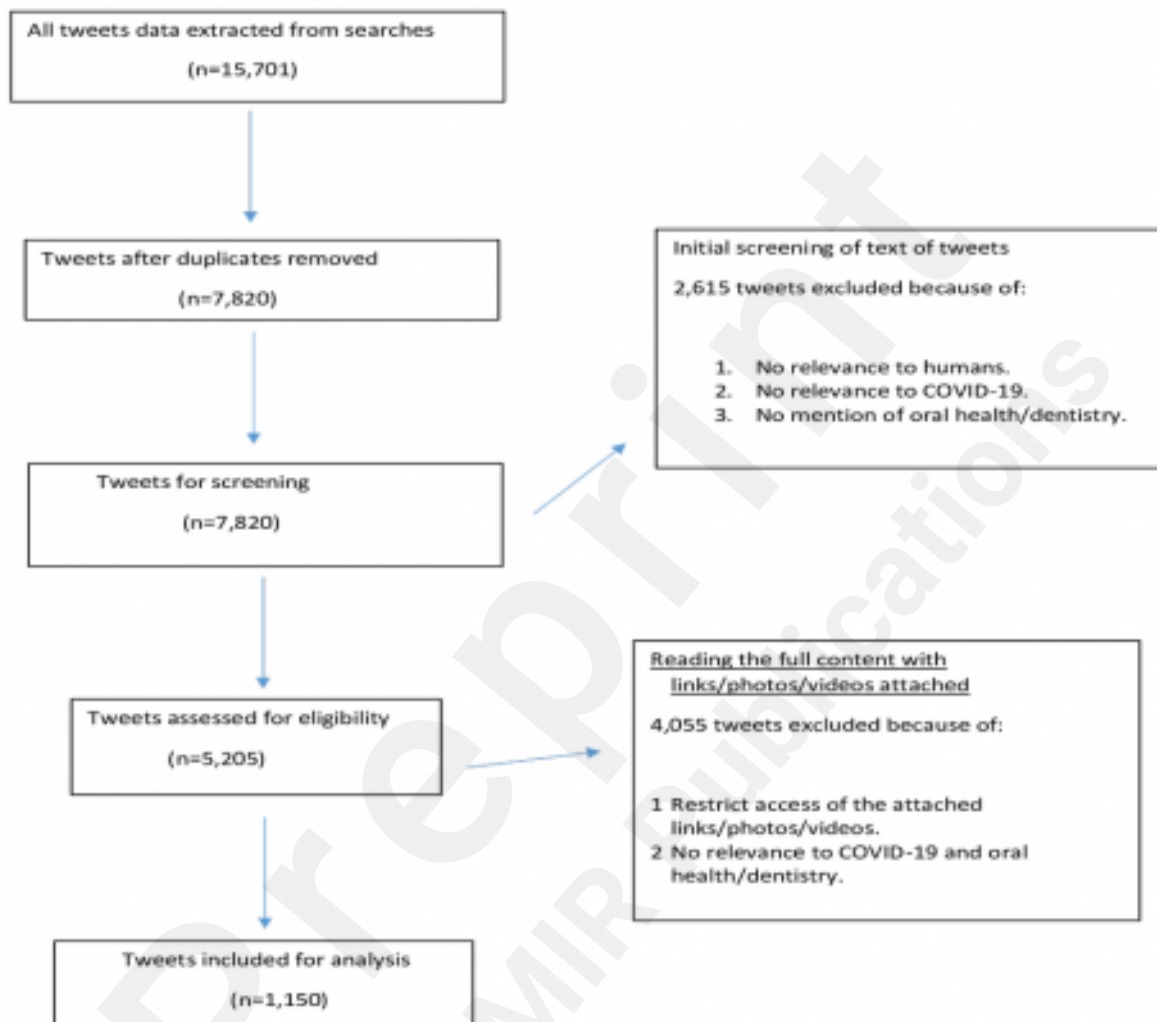 All tweets data extracted from searches
(n=15,701)
Tweets after duplicates removed
(n=7,820)
Initial screening of text of tweets
2,615 tweets excluded because of:
1. No relevance to humans.
2. No relevance to COVID-19.
3. No mention of oral health/dentistry.
Tweets for screening
(n=7,820)
Reading the full content with
links/photos/videos attached
4,055 tweets excluded because of:
1 Restrict access of the attached
links/photos/videos.
2 No relevance to COVID-19 and oral
health/dentistry.
Tweets assessed for eligibility
(n=5,205)
Tweets included for analysis
(n=1,150)
Preprint
MIR Publications